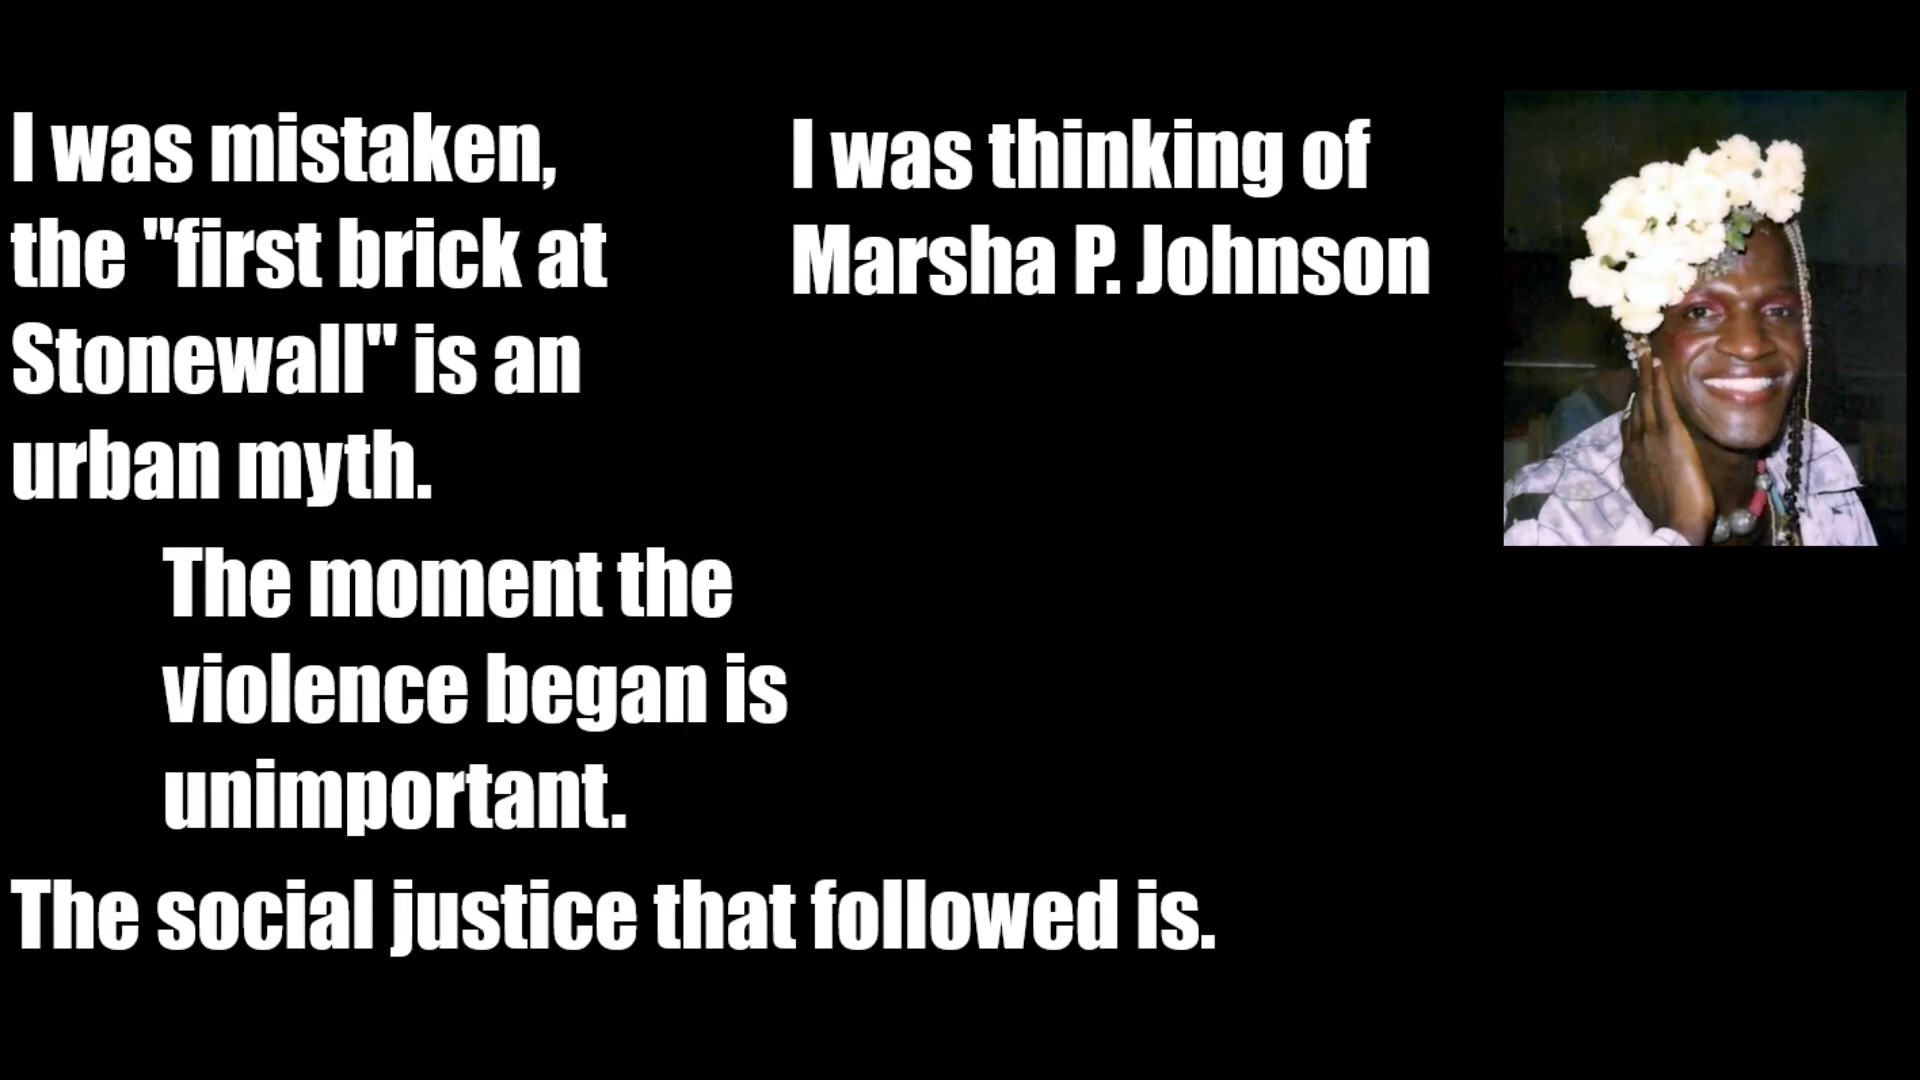 I was mistaken,
the "first brick at
Stonewall" is an
urban myth.
The moment the
violence began is
unimportant.
The social justice that followed is.
I was thinking of
Marsha P. Johnson